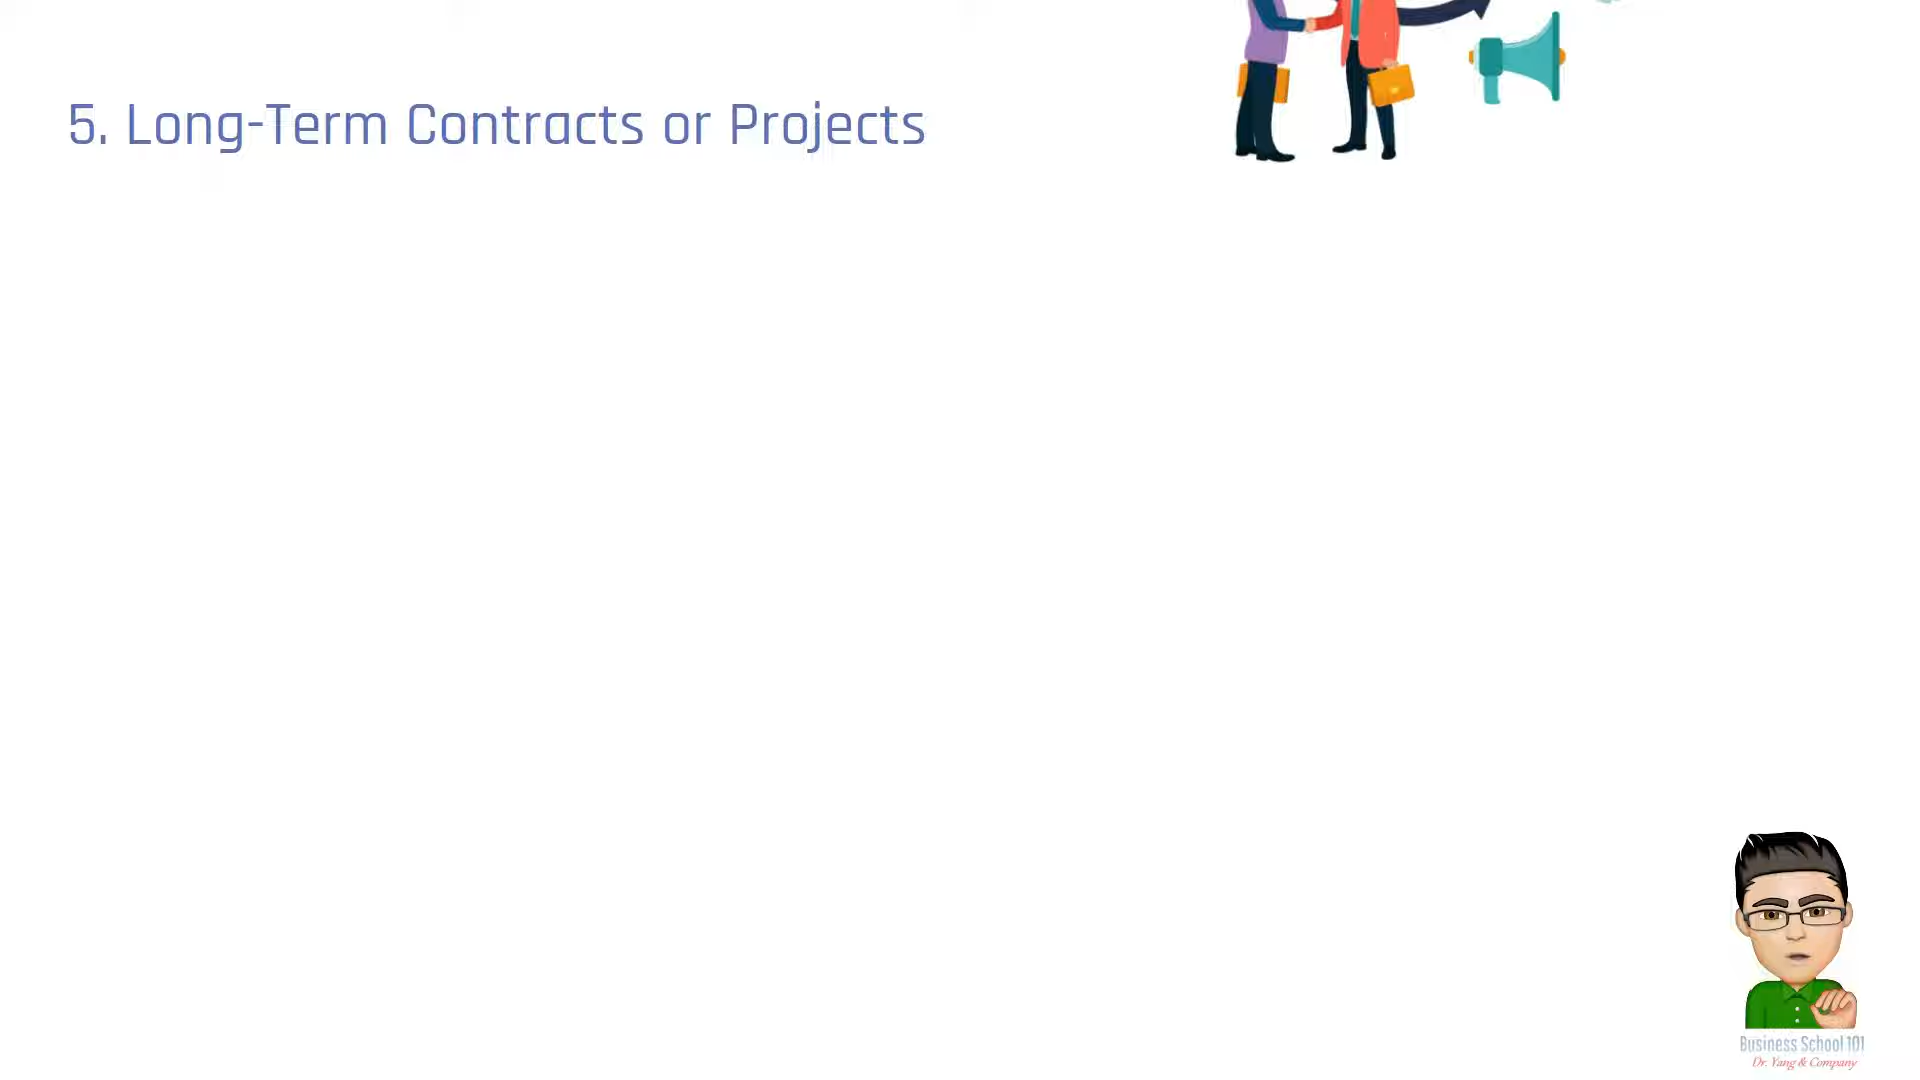 5. Long-Term Contracts or Projects
Business School 101
Dr. Yang & Company